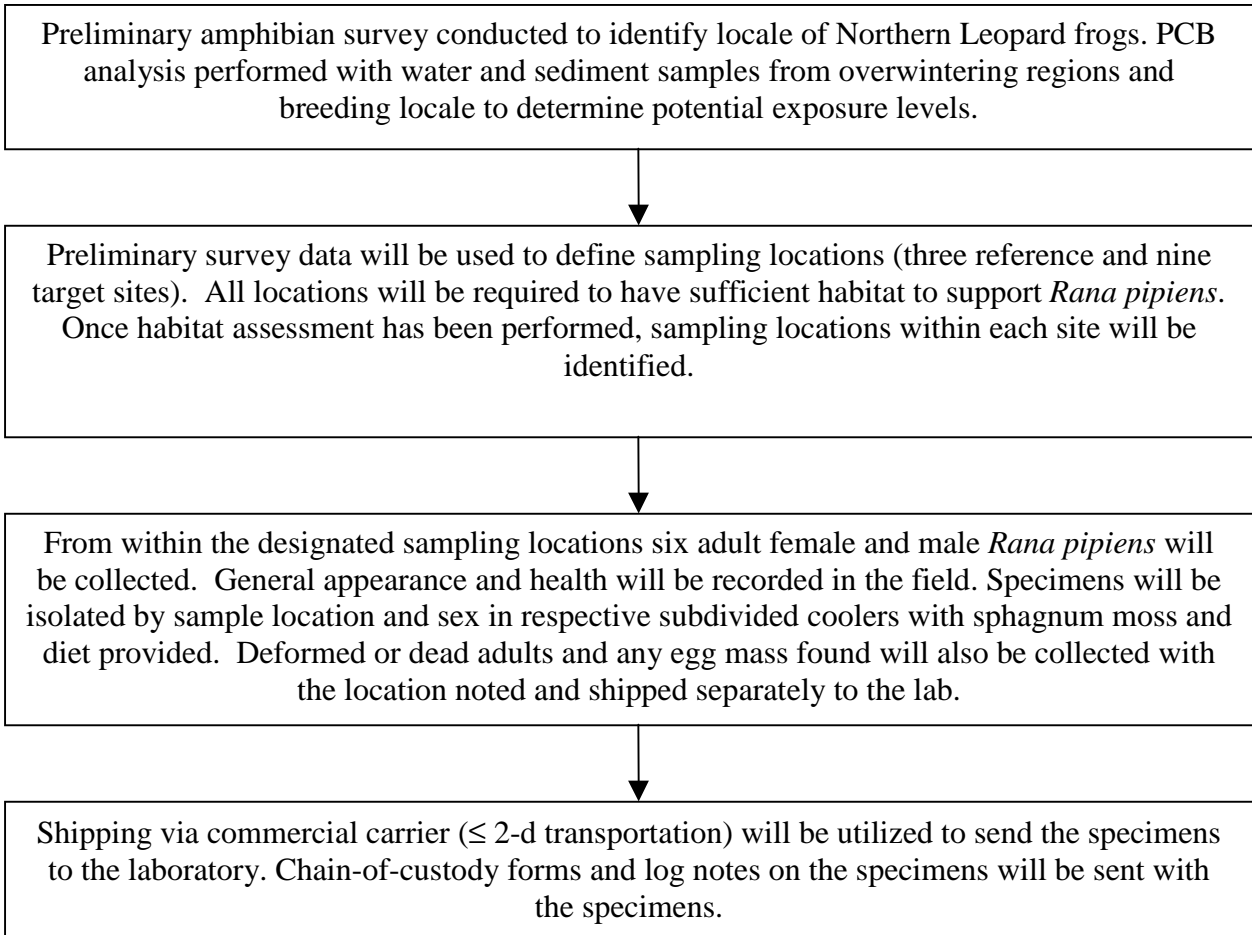 Preliminary amphibian survey conducted to identify locale of Northern Leopard frogs. PCB
analysis performed with water and sediment samples from overwintering regions and
breeding locale to determine potential exposure levels.
Preliminary survey data will be used to define sampling locations (three reference and nine
target sites).  All locations will be required to have sufficient habitat to support Rana pipiens.
Once habitat assessment has been performed, sampling locations within each site will be
identified.
From within the designated sampling locations six adult female and male Rana pipiens will
be collected.  General appearance and health will be recorded in the field. Specimens will be
isolated by sample location and sex in respective subdivided coolers with sphagnum moss and
diet provided.  Deformed or dead adults and any egg mass found will also be collected with
the location noted and shipped separately to the lab.
Shipping via commercial carrier (≤ 2-d transportation) will be utilized to send the specimens
to the laboratory. Chain-of-custody forms and log notes on the specimens will be sent with
the specimens.